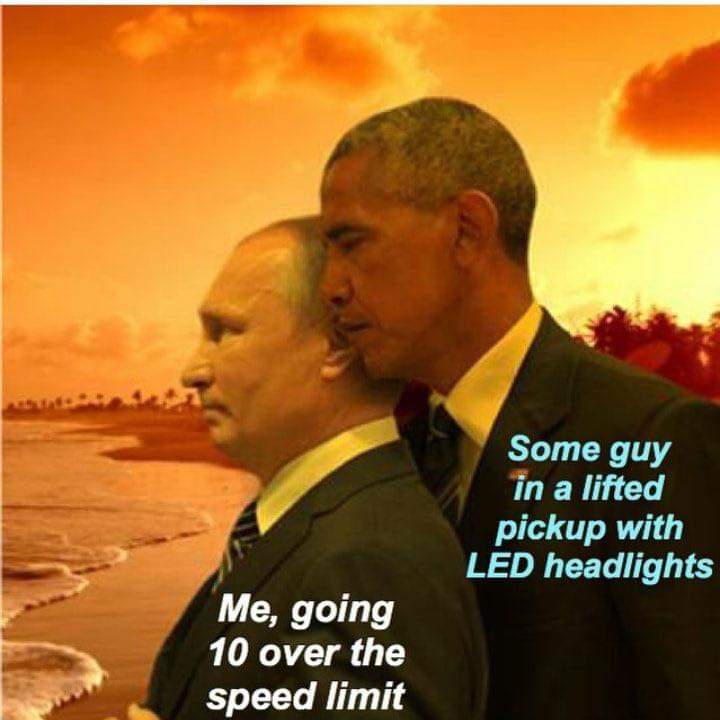 Some guy
in a lifted
pickup with
LED headlights
Me, going
10 over the
speed limit